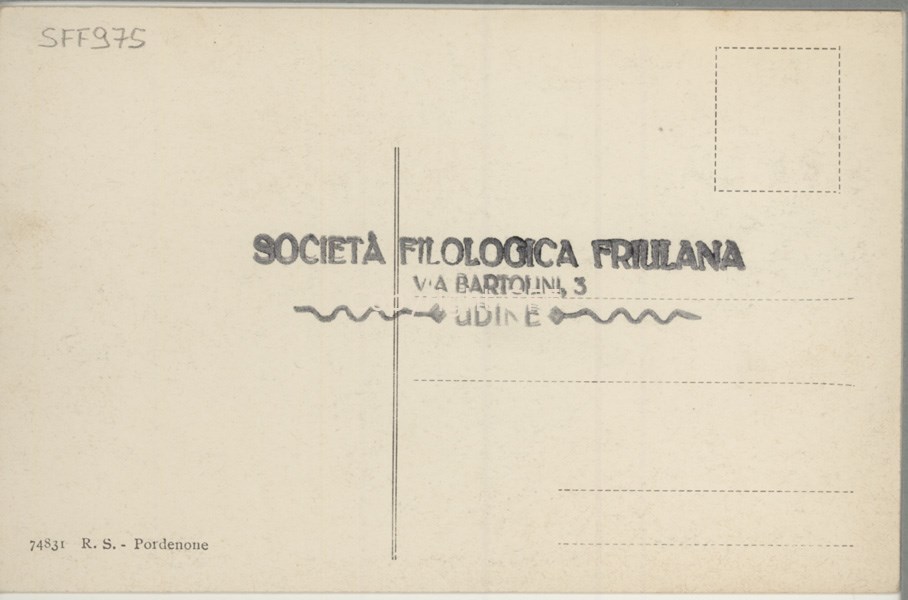 SFF975
SOCIETÀ FILOLOGICA FRIULANA
VIA BARTOLINI, 3
UDINE
74831 R. S. - Pordenone